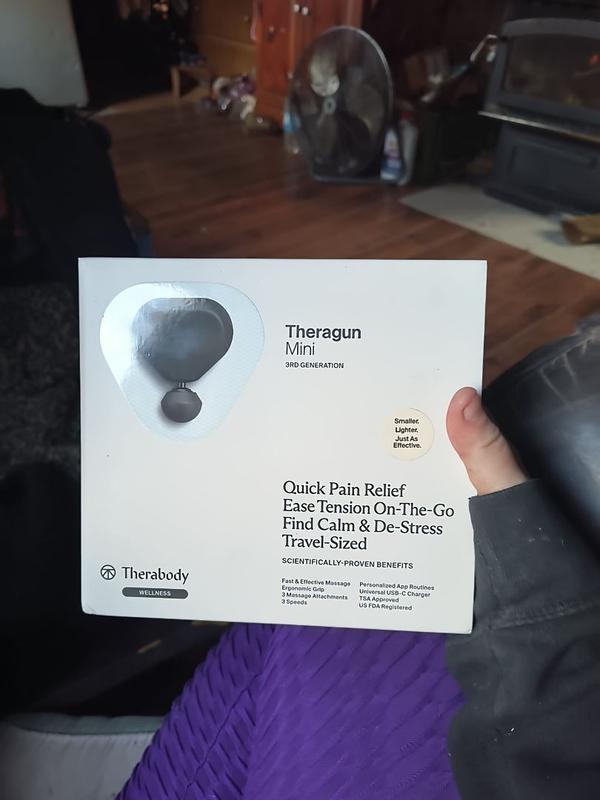 Theragun
Mini
3RD GENERATION
Smaller.
Lighter.
Just As
Effective.
Quick Pain Relief
Ease Tension On-The-Go
Find Calm & De-Stress
Travel-Sized
SCIENTIFICALLY-PROVEN BENEFITS
Fast & Effective Massage
Ergonomic Grip
3 Massage Attachments
3 Speeds
Personalized App Routines
Universal USB-C Charger
TSA Approved
US FDA Registered
Therabody
WELLNESS